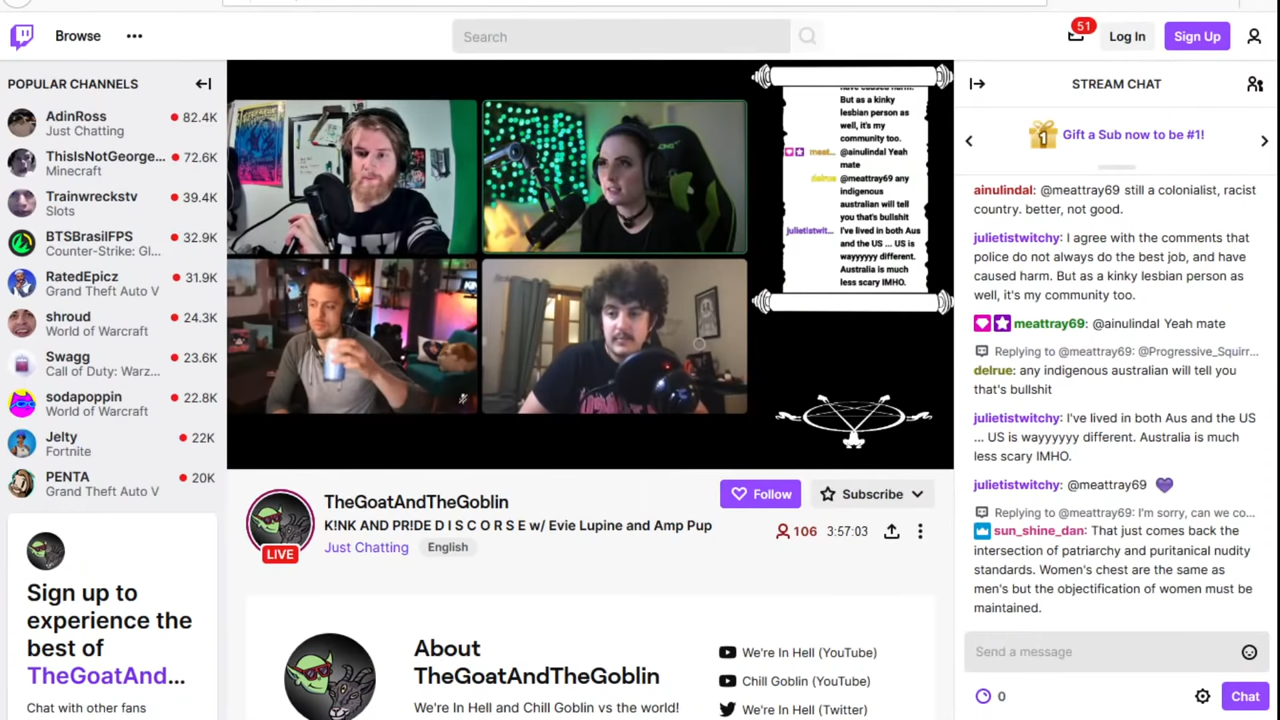 Browse
•••
Search
51
Log In
Sign Up
POPULAR CHANNELS
AdinRoss
82.4K
Just Chatting
ThisIsNotGeorge...
72.6K
Minecraft
Trainwreckstv
39.4K
Slots
BTSBrasilFPS
32.9K
Counter-Strike: Gl...
RatedEpicz
31.9K
Grand Theft Auto V
shroud
24.3K
World of Warcraft
Swagg
23.6K
Call of Duty: Warz...
sodapoppin
22.8K
World of Warcraft
Jelty
22K
Fortnite
PENTA
20K
Grand Theft Auto V
Sign up to
experience the
best of
TheGoatAnd...
Chat with other fans
have caused harm.
But as a kinky
lesbian person as
well, it's my
community too.
meat... @ainulindal Yeah
mate
delrue @meattray69 any
indigenous
australian will tell
you that's bullshit
julietistwit... I've lived in both Aus
and the US ... US is
wayyyyyy different.
Australia is much
less scary IMHO.
TheGoatAndTheGoblin
Follow
Subscribe
K!NK AND PR!DE D I S C O R S E w/ Evie Lupine and Amp Pup
106
3:57:03
LIVE
Just Chatting
English
About
TheGoatAndTheGoblin
We're In Hell and Chill Goblin vs the world!
We're In Hell (YouTube)
Chill Goblin (YouTube)
We're In Hell (Twitter)
STREAM CHAT
1
Gift a Sub now to be #1!
ainulindal: @meattray69 still a colonialist, racist
country. better, not good.
julietistwitchy: I agree with the comments that
police do not always do the best job, and have
caused harm. But as a kinky lesbian person as
well, it's my community too.
meattray69: @ainulindal Yeah mate
Replying to @meattray69: @Progressive_Squirr...
delrue: any indigenous australian will tell you
that's bullshit
julietistwitchy: I've lived in both Aus and the US
... US is wayyyyyy different. Australia is much
less scary IMHO.
julietistwitchy: @meattray69
Replying to @meattray69: I'm sorry, can we co...
sun_shine_dan: That just comes back the
intersection of patriarchy and puritanical nudity
standards. Women's chest are the same as
men's but the objectification of women must be
maintained.
Send a message
0
Chat